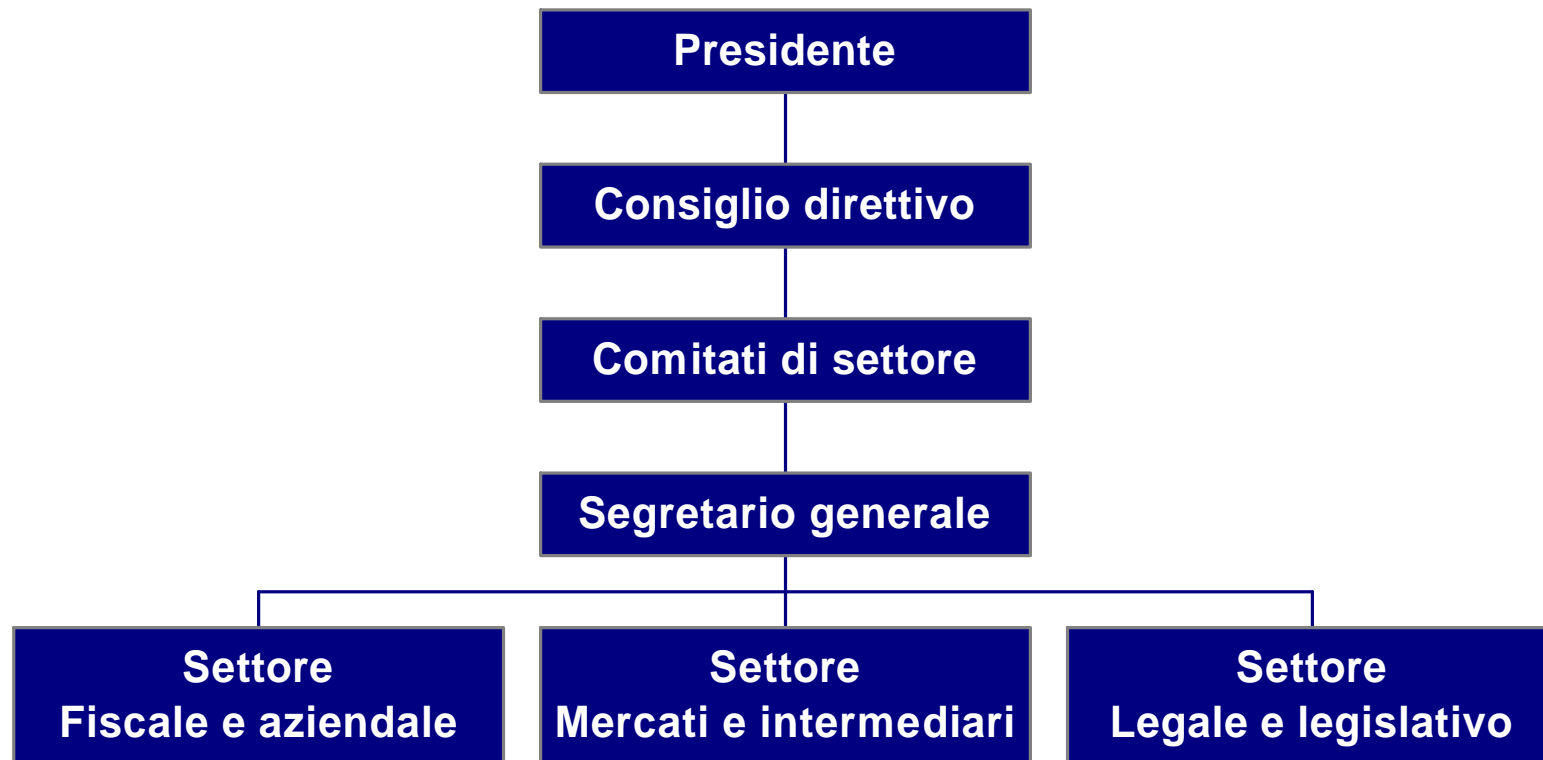 Presidente
Consiglio direttivo
Comitati di settore
Segretario generale
Settore
Fiscale e aziendale
Settore
Mercati e intermediari
Settore
Legale e legislativo